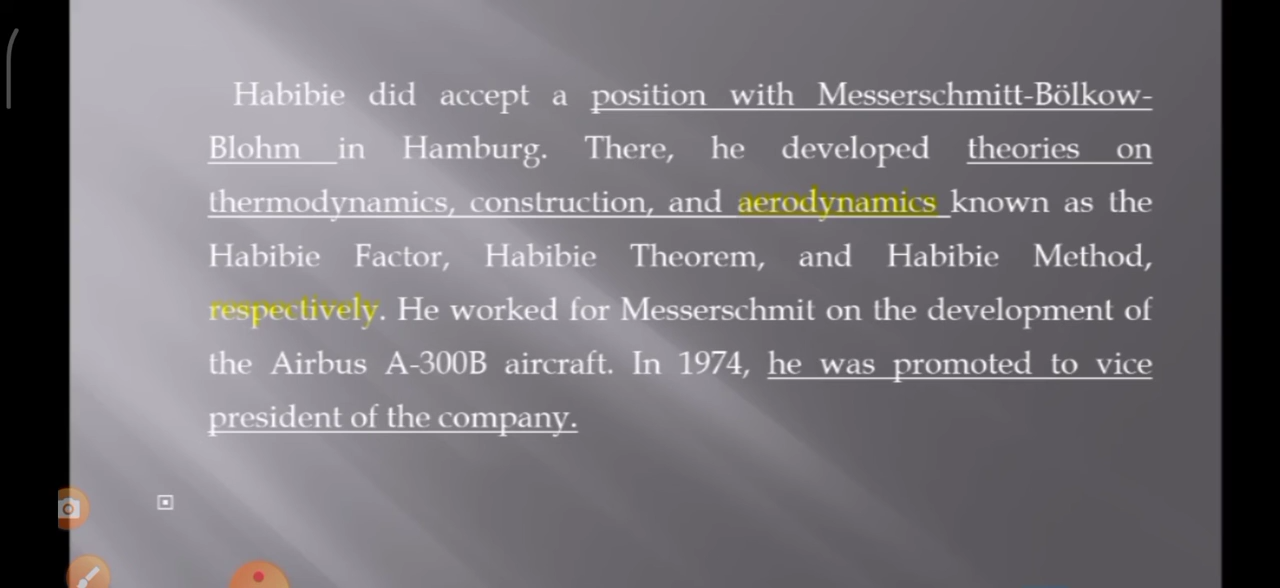 Habibie did accept a position with Messerschmitt-Bölkow-
Blohm in Hamburg. There, he developed theories on
thermodynamics, construction, and aerodynamics known as the
Habibie Factor, Habibie Theorem, and Habibie Method,
respectively. He worked for Messerschmit on the development of
the Airbus A-300B aircraft. In 1974, he was promoted to vice
president of the company.